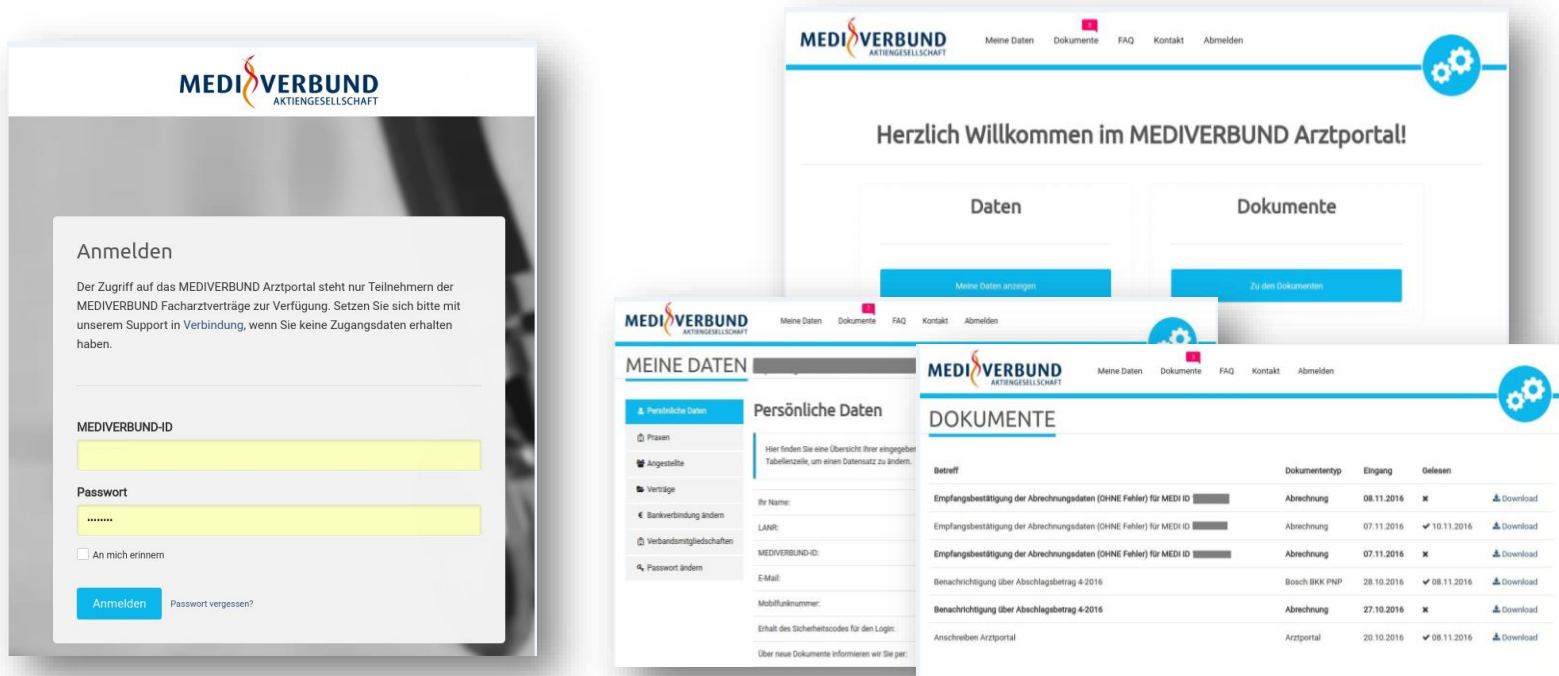 MEDIVERBUND
AKTIENGESELLSCHAFT
Anmelden
Der Zugriff auf das MEDIVERBUND Arztportal steht nur Teilnehmern der
MEDIVERBUND Facharztverträge zur Verfügung. Setzen Sie sich bitte mit
unserem Support in Verbindung, wenn Sie keine Zugangsdaten erhalten
haben.
MEDIVERBUND-ID
Passwort
........
An mich erinnern
Anmelden Passwort vergessen?
MEDIVERBUND
AKTIENGESELLSCHAFT
Meine Daten Dokumente FAQ Kontakt Abmelden
3
Herzlich Willkommen im MEDIVERBUND Arztportal!
Daten
Meine Daten anzeigen
Dokumente
Zu den Dokumenten
MEDIVERBUND
AKTIENGESELLSCHAFT
Meine Daten Dokumente FAQ Kontakt Abmelden
MEINE DATEN
Persönliche Daten
Praxen
Angestellte
Verträge
€ Bankverbindung ändern
Verbandsmitgliedschaften
Passwort ändern
Persönliche Daten
Hier finden Sie eine Übersicht Ihrer eingegeben
Tabellenzeile, um einen Datensatz zu ändern.
Ihr Name:
LANR:
MEDIVERBUND-ID:
E-Mail:
Mobilfunknummer:
Erhalt des Sicherheitscodes für den Login:
Über neue Dokumente informieren wir Sie per:
MEDIVERBUND
AKTIENGESELLSCHAFT
Meine Daten Dokumente FAQ Kontakt Abmelden
3
DOKUMENTE
Betreff Dokumententyp Eingang Gelesen
Empfangsbestätigung der Abrechnungsdaten (OHNE Fehler) für MEDI ID Abrechnung 08.11.2016 ✖ Download
Empfangsbestätigung der Abrechnungsdaten (OHNE Fehler) für MEDI ID Abrechnung 07.11.2016 ✔ 10.11.2016 Download
Empfangsbestätigung der Abrechnungsdaten (OHNE Fehler) für MEDI ID Abrechnung 07.11.2016 ✖ Download
Benachrichtigung über Abschlagsbetrag 4-2016 Bosch BKK PNP 28.10.2016 ✔ 08.11.2016 Download
Benachrichtigung über Abschlagsbetrag 4-2016 Abrechnung 27.10.2016 ✖ Download
Anschreiben Arztportal Arztportal 20.10.2016 ✔ 08.11.2016 Download